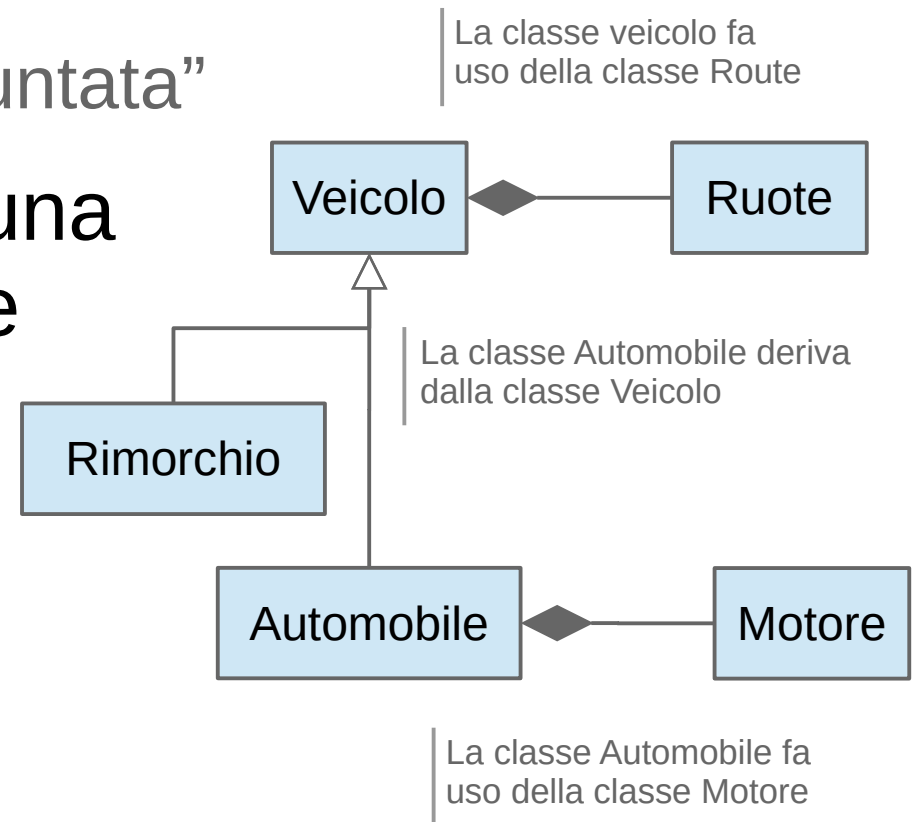 La classe veicolo fa
uso della classe Route
untata”
Veicolo
Ruote
una
e
La classe Automobile deriva
dalla classe Veicolo
Rimorchio
Automobile
Motore
La classe Automobile fa
uso della classe Motore